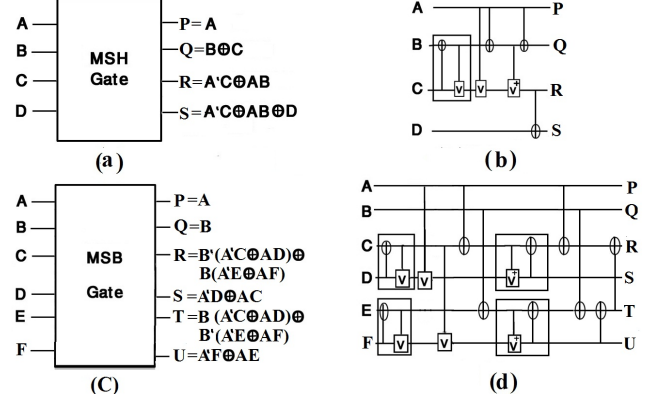 A
B
C
D
MSH
Gate
P= A
Q=B⊕C
R=A'C⊕AB
S=A'C⊕AB⊕D
(a)
A
B
C
D
V
V
V+
P
Q
R
S
(b)
A
B
C
D
E
F
MSB
Gate
P=A
Q=B
R=B'(A'C⊕AD)⊕
B(A'E⊕AF)
S=A'D⊕AC
T=B (A'C⊕AD)⊕
B'(A'E⊕AF)
U=A'F⊕AE
(C)
A
B
C
D
E
F
V
V
V+
V
V
V+
P
Q
R
S
T
U
(d)